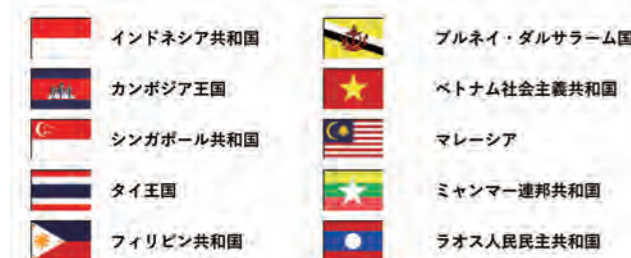 インドネシア共和国
カンボジア王国
シンガポール共和国
タイ王国
フィリピン共和国
ブルネイ・ダルサラーム国
ベトナム社会主義共和国
マレーシア
ミャンマー連邦共和国
ラオス人民民主共和国